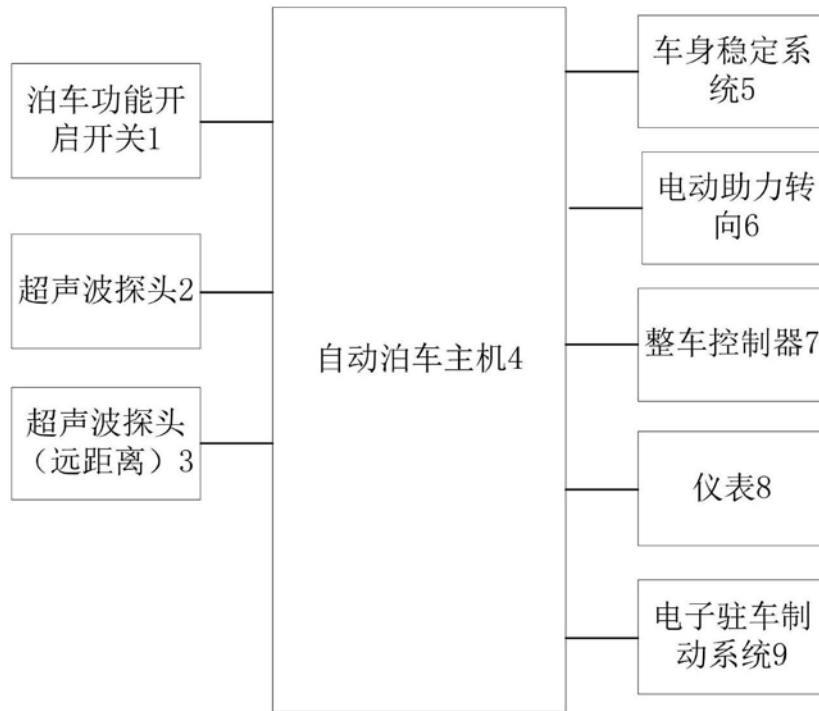 泊车功能开
启开关1
超声波探头2
超声波探头
（远距离）3
自动泊车主机4
车身稳定系
统5
电动助力转
向6
整车控制器7
仪表8
电子驻车制
动系统9